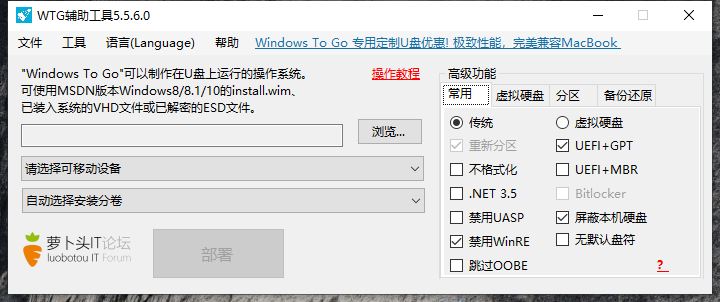 WTG辅助工具5.5.6.0
文件 工具 语言(Language) 帮助 Windows To Go 专用定制U盘优惠! 极致性能，完美兼容MacBook
"Windows To Go"可以制作在U盘上运行的操作系统。
可使用MSDN版本Windows8/8.1/10的install.wim、
已装入系统的VHD文件或已解密的ESD文件。
操作教程
浏览...
请选择可移动设备
自动选择安装分卷
萝卜头IT论坛
luobotou IT Forum
部署
高级功能
常用 虚拟硬盘 分区 备份还原
传统 虚拟硬盘
重新分区 UEFI+GPT
不格式化 UEFI+MBR
.NET 3.5 Bitlocker
禁用UASP 屏蔽本机硬盘
禁用WinRE 无默认盘符
跳过OOBE ?